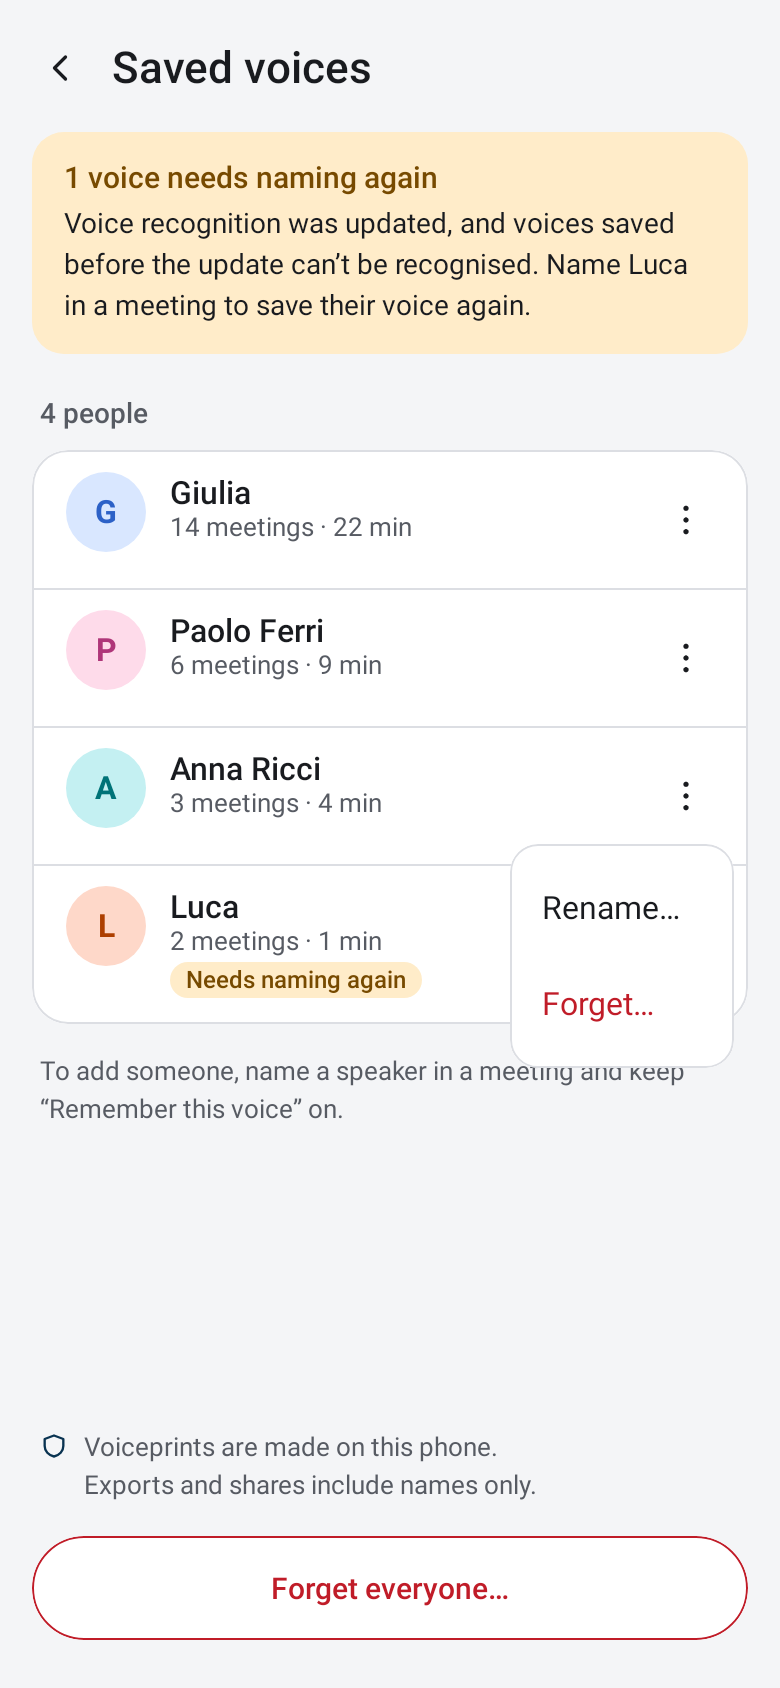 Saved voices
1 voice needs naming again
Voice recognition was updated, and voices saved
before the update can’t be recognised. Name Luca
in a meeting to save their voice again.
4 people
G
Giulia
14 meetings · 22 min
P
Paolo Ferri
6 meetings · 9 min
A
Anna Ricci
3 meetings · 4 min
L
Luca
2 meetings · 1 min
Needs naming again
Rename…
Forget…
To add someone, name a speaker in a meeting and keep
“Remember this voice” on.
Voiceprints are made on this phone.
Exports and shares include names only.
Forget everyone…